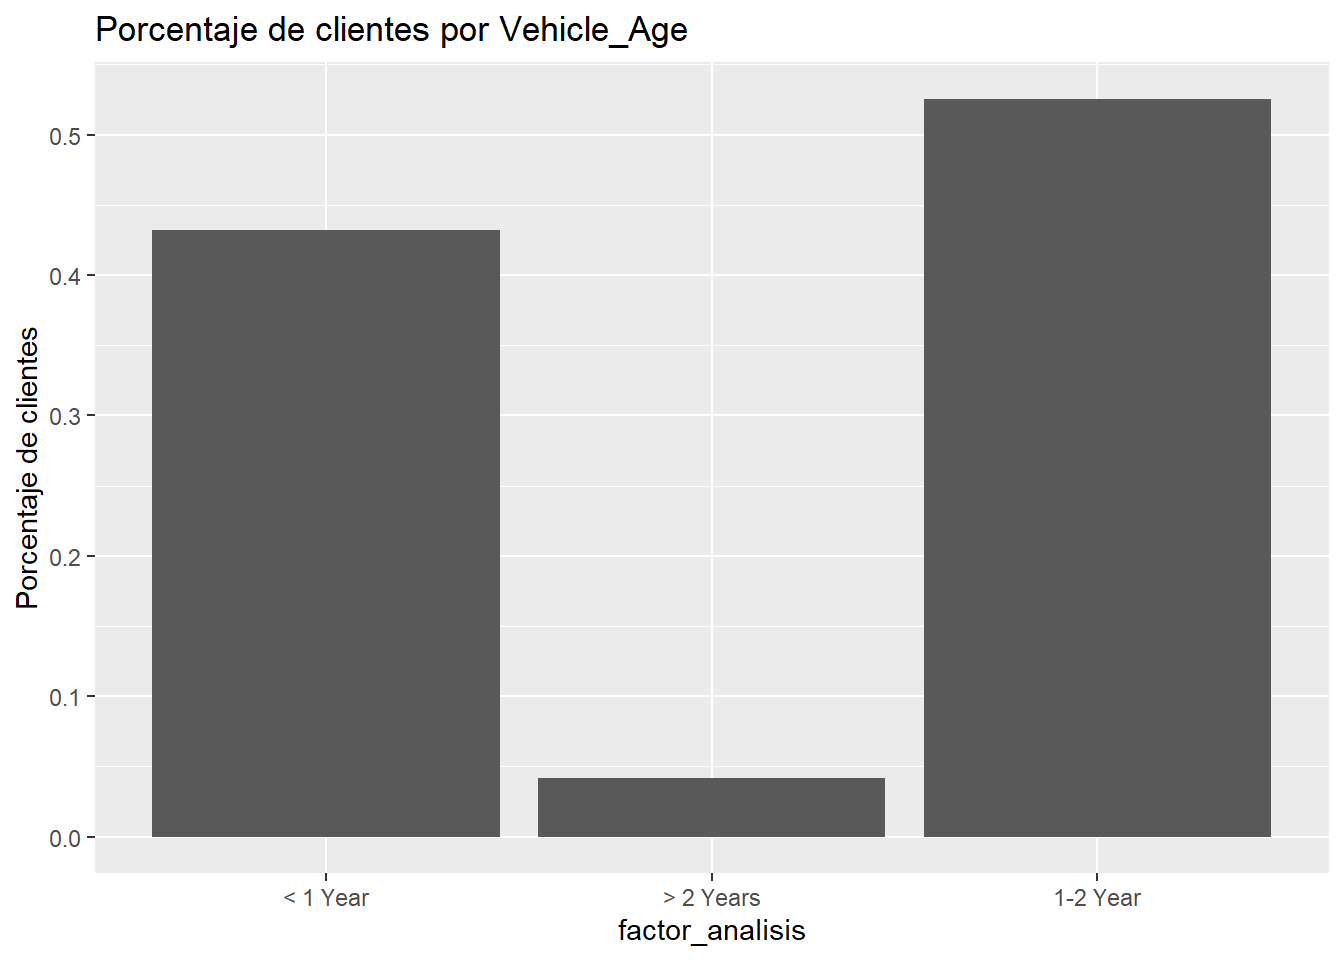 Porcentaje de clientes por Vehicle_Age
Porcentaje de clientes
0.5
0.4
0.3
0.2
0.1
0.0
< 1 Year
> 2 Years
1-2 Year
factor_analisis